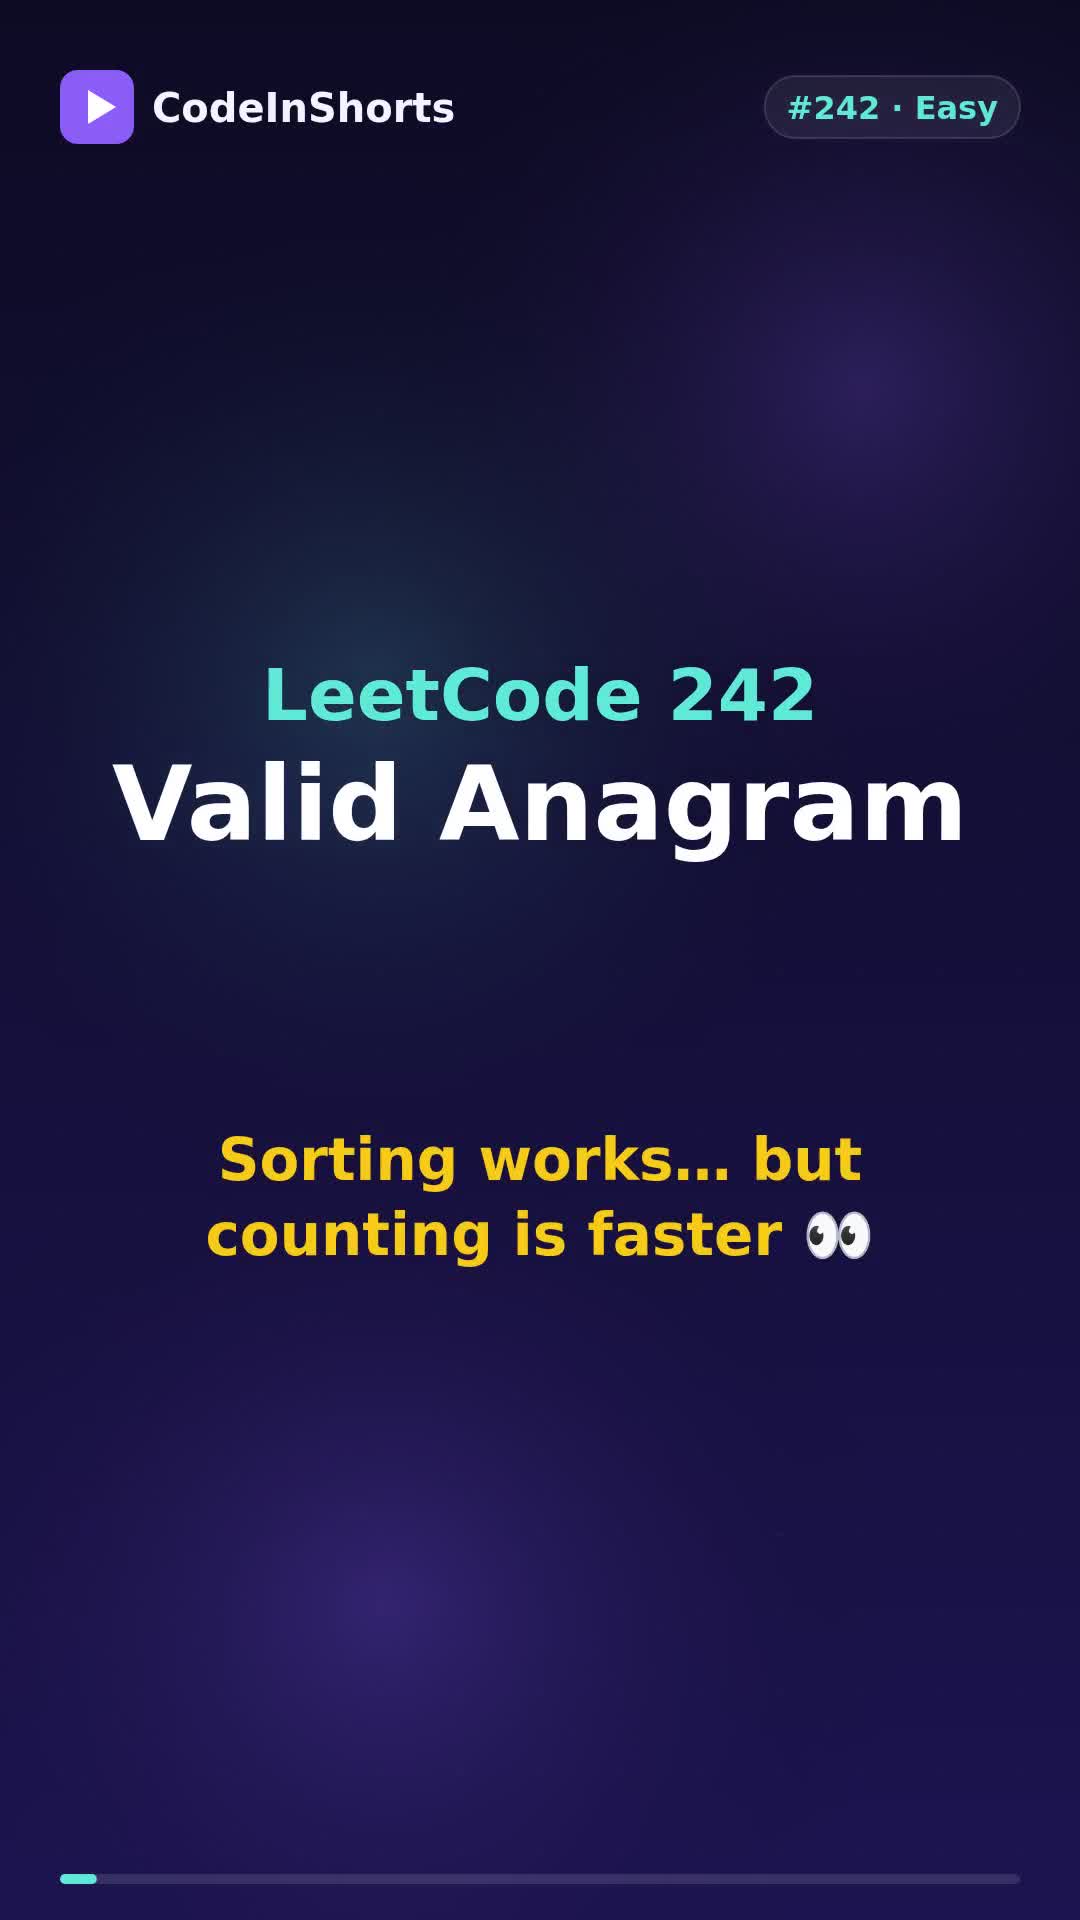 CodeInShorts
#242 · Easy
LeetCode 242
Valid Anagram
Sorting works… but
counting is faster 👀